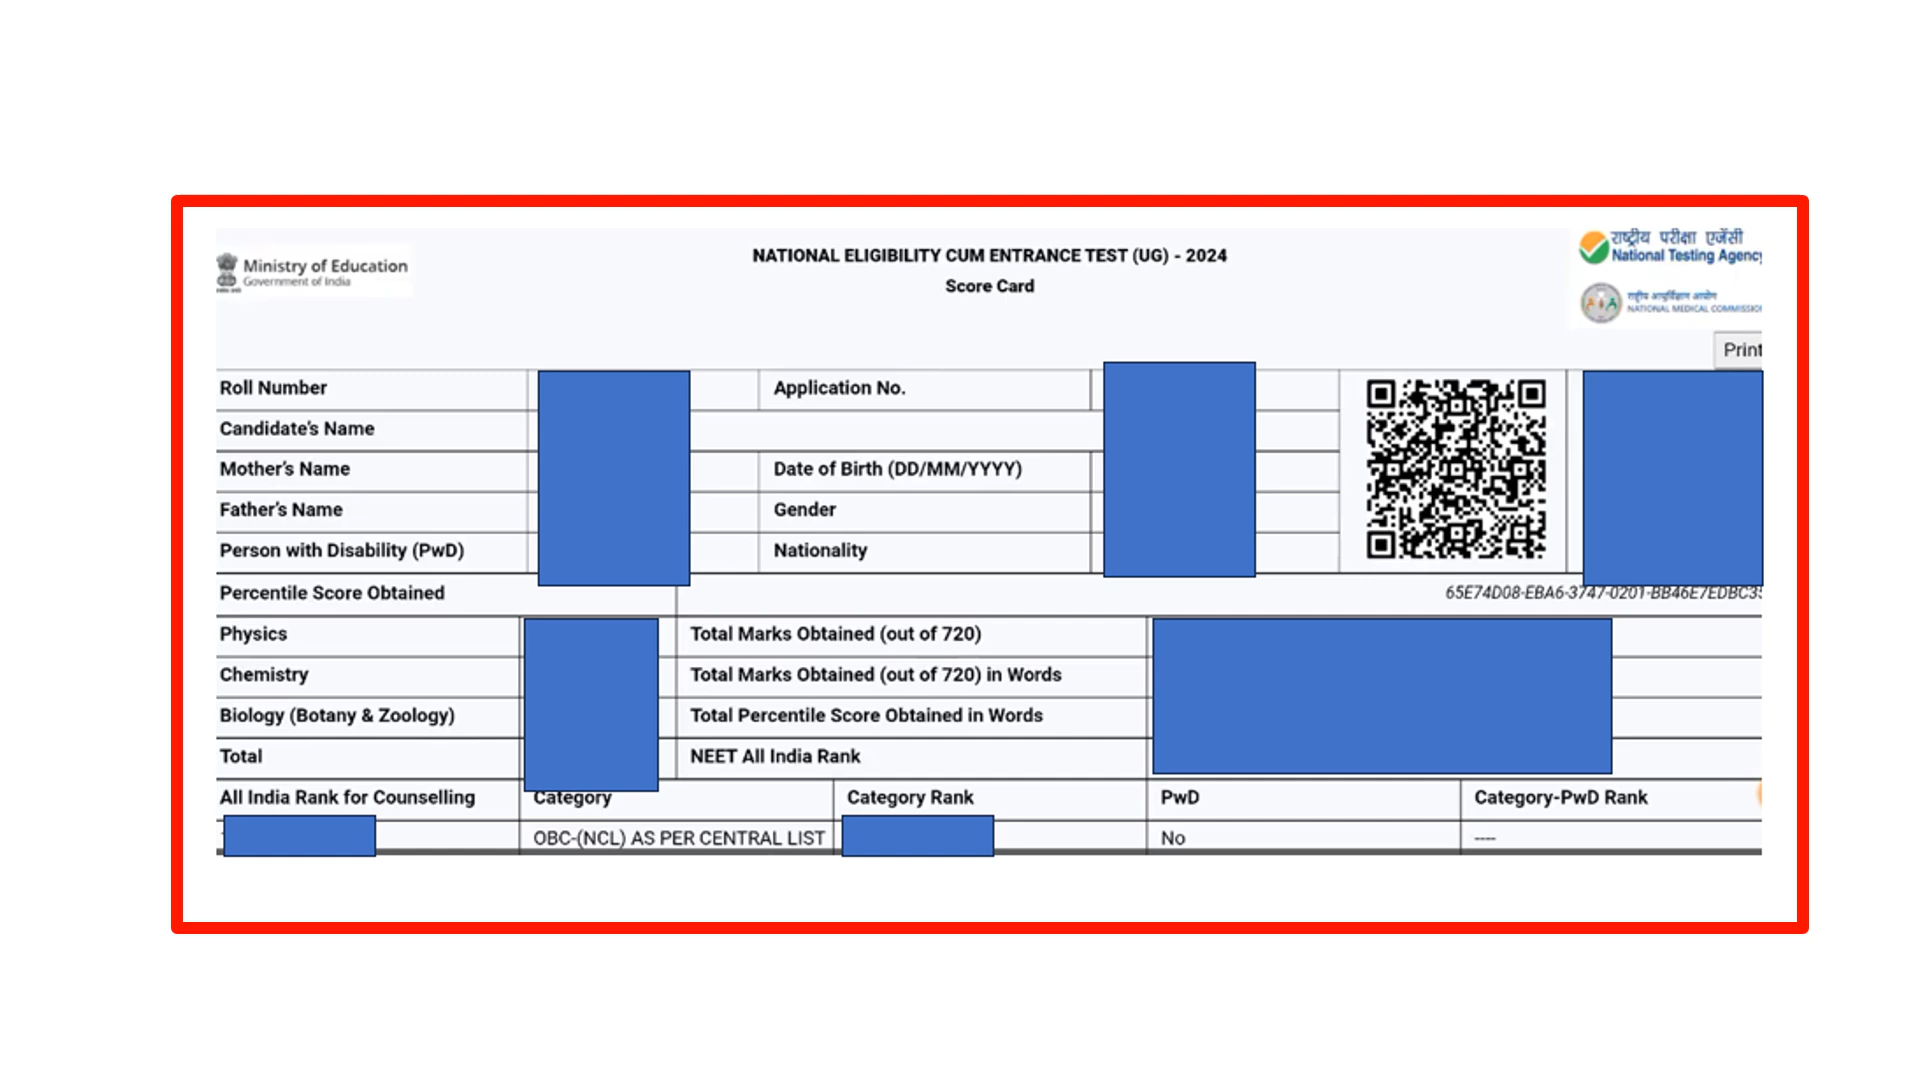 Ministry of Education
Government of India
NATIONAL ELIGIBILITY CUM ENTRANCE TEST (UG) - 2024
Score Card
राष्ट्रीय परीक्षा एजेंसी
National Testing Agency
राष्ट्रीय आयुर्विज्ञान आयोग
NATIONAL MEDICAL COMMISSIO
Print
Roll Number
Application No.
Candidate's Name
Mother's Name
Date of Birth (DD/MM/YYYY)
Father's Name
Gender
Person with Disability (PwD)
Nationality
Percentile Score Obtained
65E74D08-EBA6-3747-0201-BB46E7EDBC35
Physics
Total Marks Obtained (out of 720)
Chemistry
Total Marks Obtained (out of 720) in Words
Biology (Botany & Zoology)
Total Percentile Score Obtained in Words
Total
NEET All India Rank
All India Rank for Counselling
Category
Category Rank
PwD
Category-PwD Rank
OBC-(NCL) AS PER CENTRAL LIST
No
----